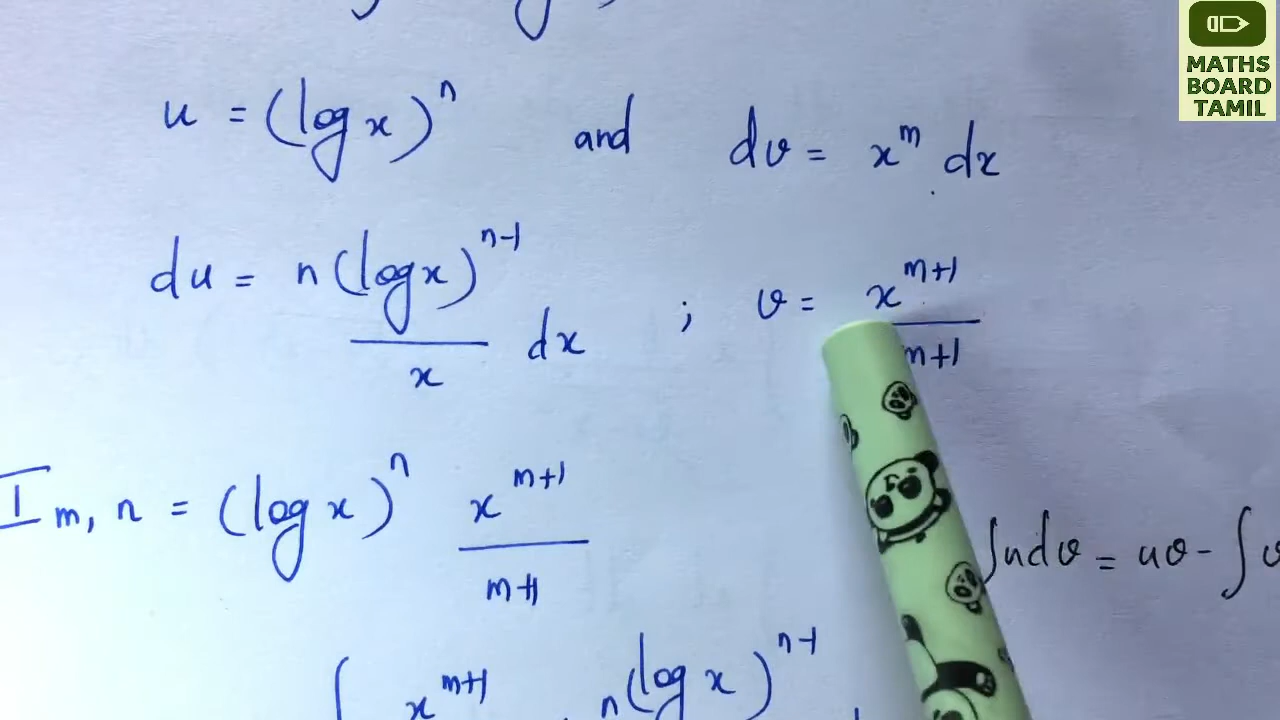 MATHS
BOARD
TAMIL
u = (log x)^n and dv = x^m dx
du = n(log x)^{n-1} / x dx ; v = x^{m+1} / m+1
I_{m, n} = (log x)^n x^{m+1} / m+1
∫udv = uv - ∫v
∫ x^{m+1} n(log x)^{n-1}